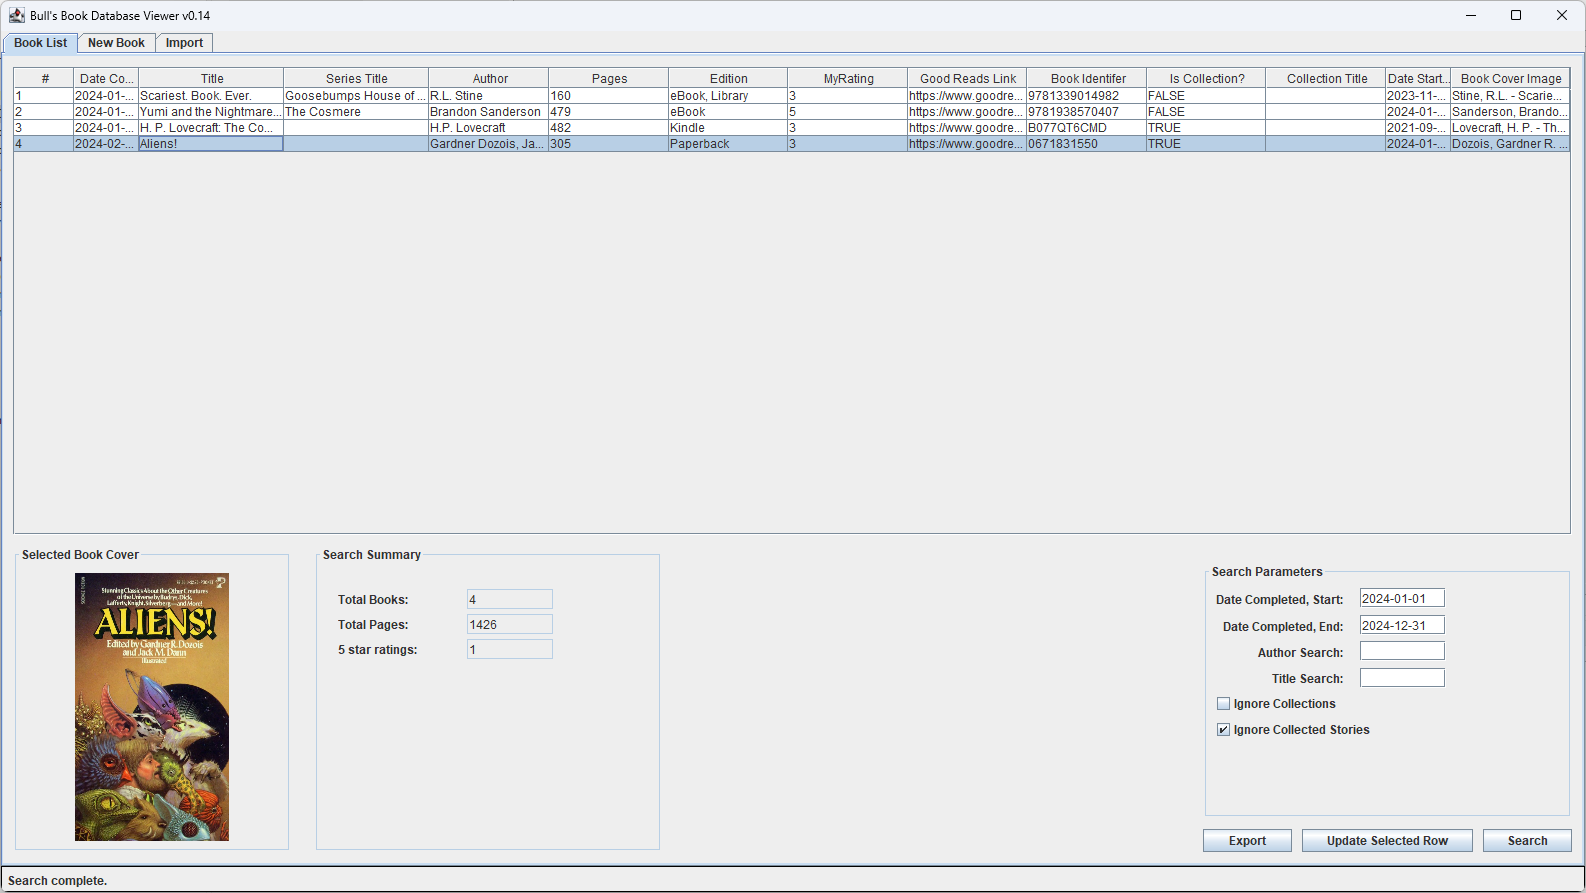 Bull's Book Database Viewer v0.14
Book List New Book Import
# Date Co... Title Series Title Author Pages Edition MyRating Good Reads Link Book Identifer Is Collection? Collection Title Date Start... Book Cover Image
1 2024-01-... Scariest. Book. Ever. Goosebumps House of ... R.L. Stine 160 eBook, Library 3 https://www.goodre... 9781339014982 FALSE 2023-11-... Stine, R.L. - Scarie...
2 2024-01-... Yumi and the Nightmare... The Cosmere Brandon Sanderson 479 eBook 5 https://www.goodre... 9781938570407 FALSE 2024-01-... Sanderson, Brando...
3 2024-01-... H. P. Lovecraft: The Co... H.P. Lovecraft 482 Kindle 3 https://www.goodre... B077QT6CMD TRUE 2021-09-... Lovecraft, H. P. - Th...
4 2024-02-... Aliens! Gardner Dozois, Ja... 305 Paperback 3 https://www.goodre... 0671831550 TRUE 2024-01-... Dozois, Gardner R. ...
Selected Book Cover
Stunning Classics About the Other Creatures
of the Universe by Budrys, Dick,
Lafferty, Knight, Silverberg—and More!
ALIENS!
Edited by Gardner R. Dozois
and Jack M. Dann
Illustrated
Search Summary
Total Books: 4
Total Pages: 1426
5 star ratings: 1
Search Parameters
Date Completed, Start: 2024-01-01
Date Completed, End: 2024-12-31
Author Search:
Title Search:
Ignore Collections
Ignore Collected Stories
Export Update Selected Row Search
Search complete.